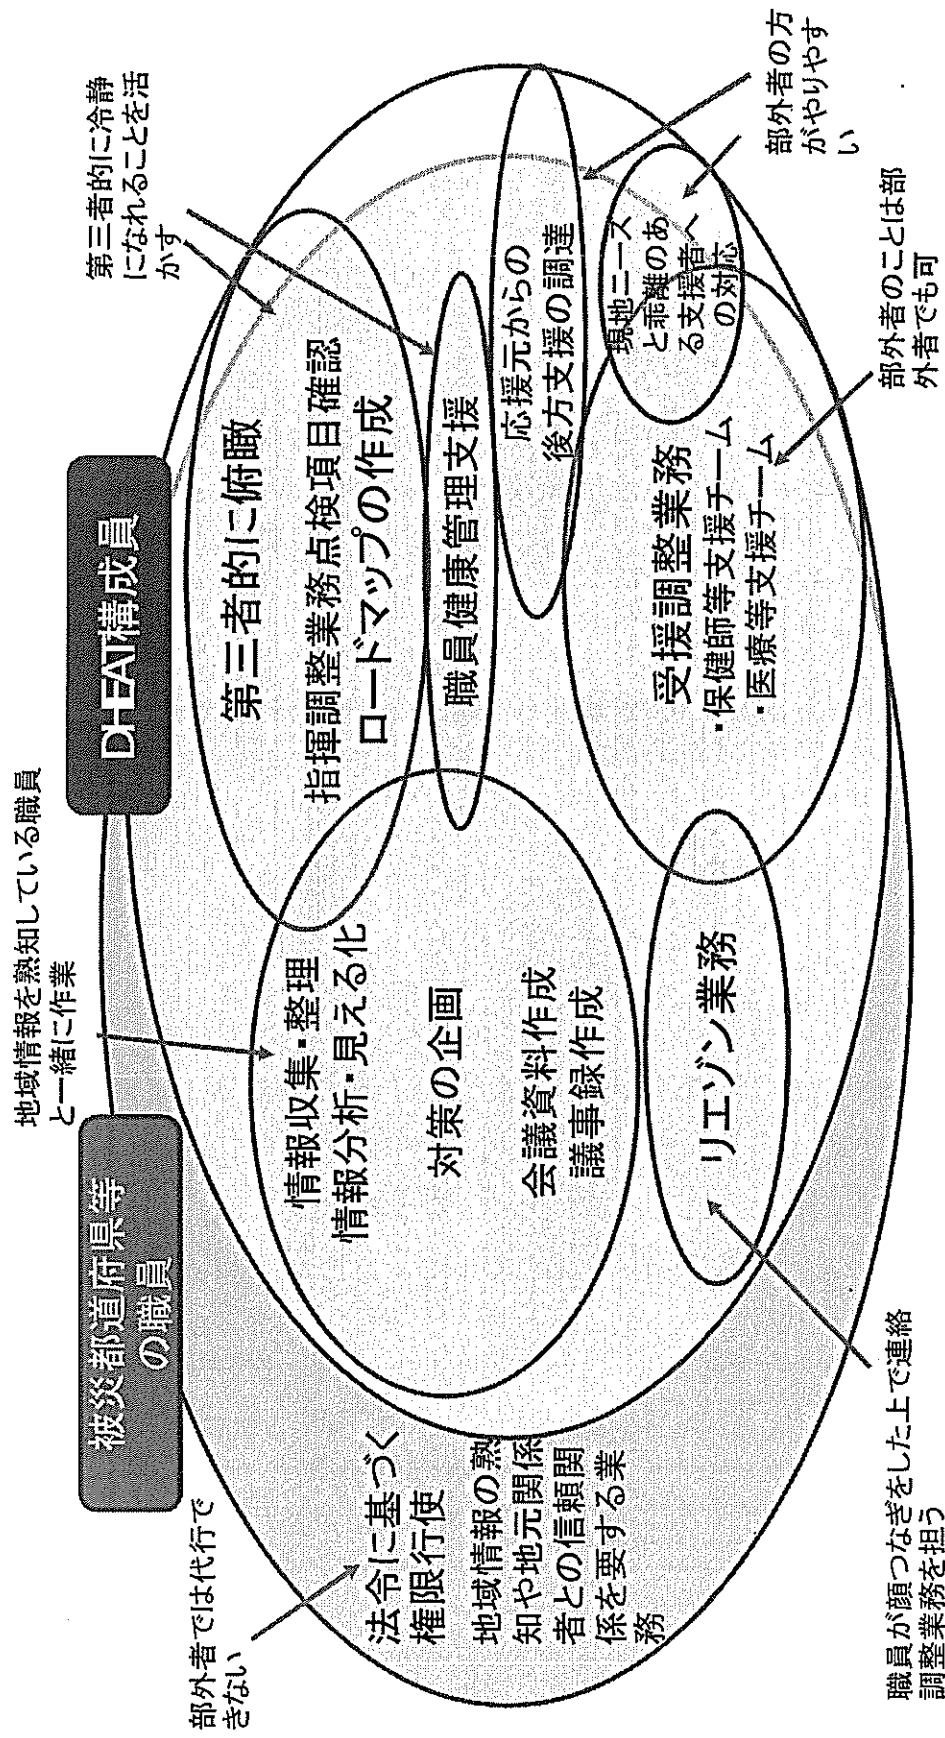 被災都道府県等
の職員
DHEAT構成員
部外者では代行で
きない
法令に基づく
権限行使
地域情報の熟
知や地元関係
者との信頼関
係を要する業
務
地域情報を熟知している職員
と一緒に作業
情報収集・整理
情報分析・見える化
対策の企画
会議資料作成
議事録作成
リエゾン業務
職員が顔つなぎをした上で連絡
調整業務を担う
第三者的に俯瞰
指揮調整業務点検項目確認
ロードマップの作成
職員健康管理支援
第三者的に冷静
になれることを活
かす
応援元からの
後方支援の調達
現地ニーズ
と乖離のあ
る支援者へ
の対応
部外者の方
がやりやす
い
受援調整業務
・保健師等支援チーム
・医療等支援チーム
部外者のことは部
外者でも可